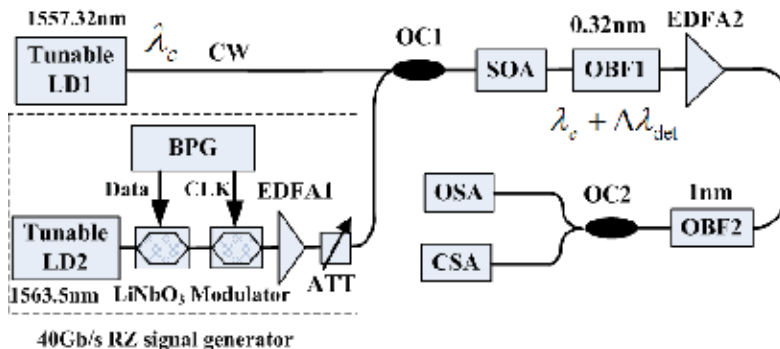 1557.32nm
Tunable
LD1
λc
CW
OC1
SOA
0.32nm
OBF1
EDFA2
λc + Λλdet
BPG
Data
CLK
EDFA1
Tunable
LD2
1563.5nm
LiNbO3 Modulator
ATT
40Gb/s RZ signal generator
OSA
CSA
OC2
1nm
OBF2